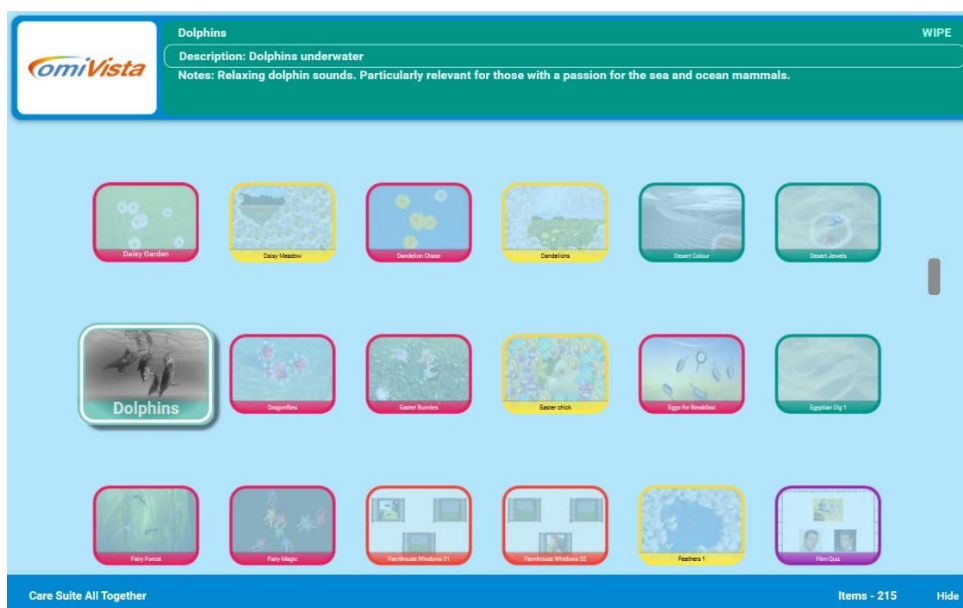 omiVista
Dolphins
WIPE
Description: Dolphins underwater
Notes: Relaxing dolphin sounds. Particularly relevant for those with a passion for the sea and ocean mammals.
Daisy Garden
Daisy Meadow
Dandelion Chase
Dandelions
Desert Colour
Desert Jewels
Dolphins
Dragonflies
Easter Bunnies
Easter chick
Eggs for Breakfast
Egyptian Dig 1
Fairy Forest
Fairy Magic
Farmhouse Windows 01
Farmhouse Windows 02
Feathers 1
Film Quiz
Care Suite All Together
Items - 215
Hide